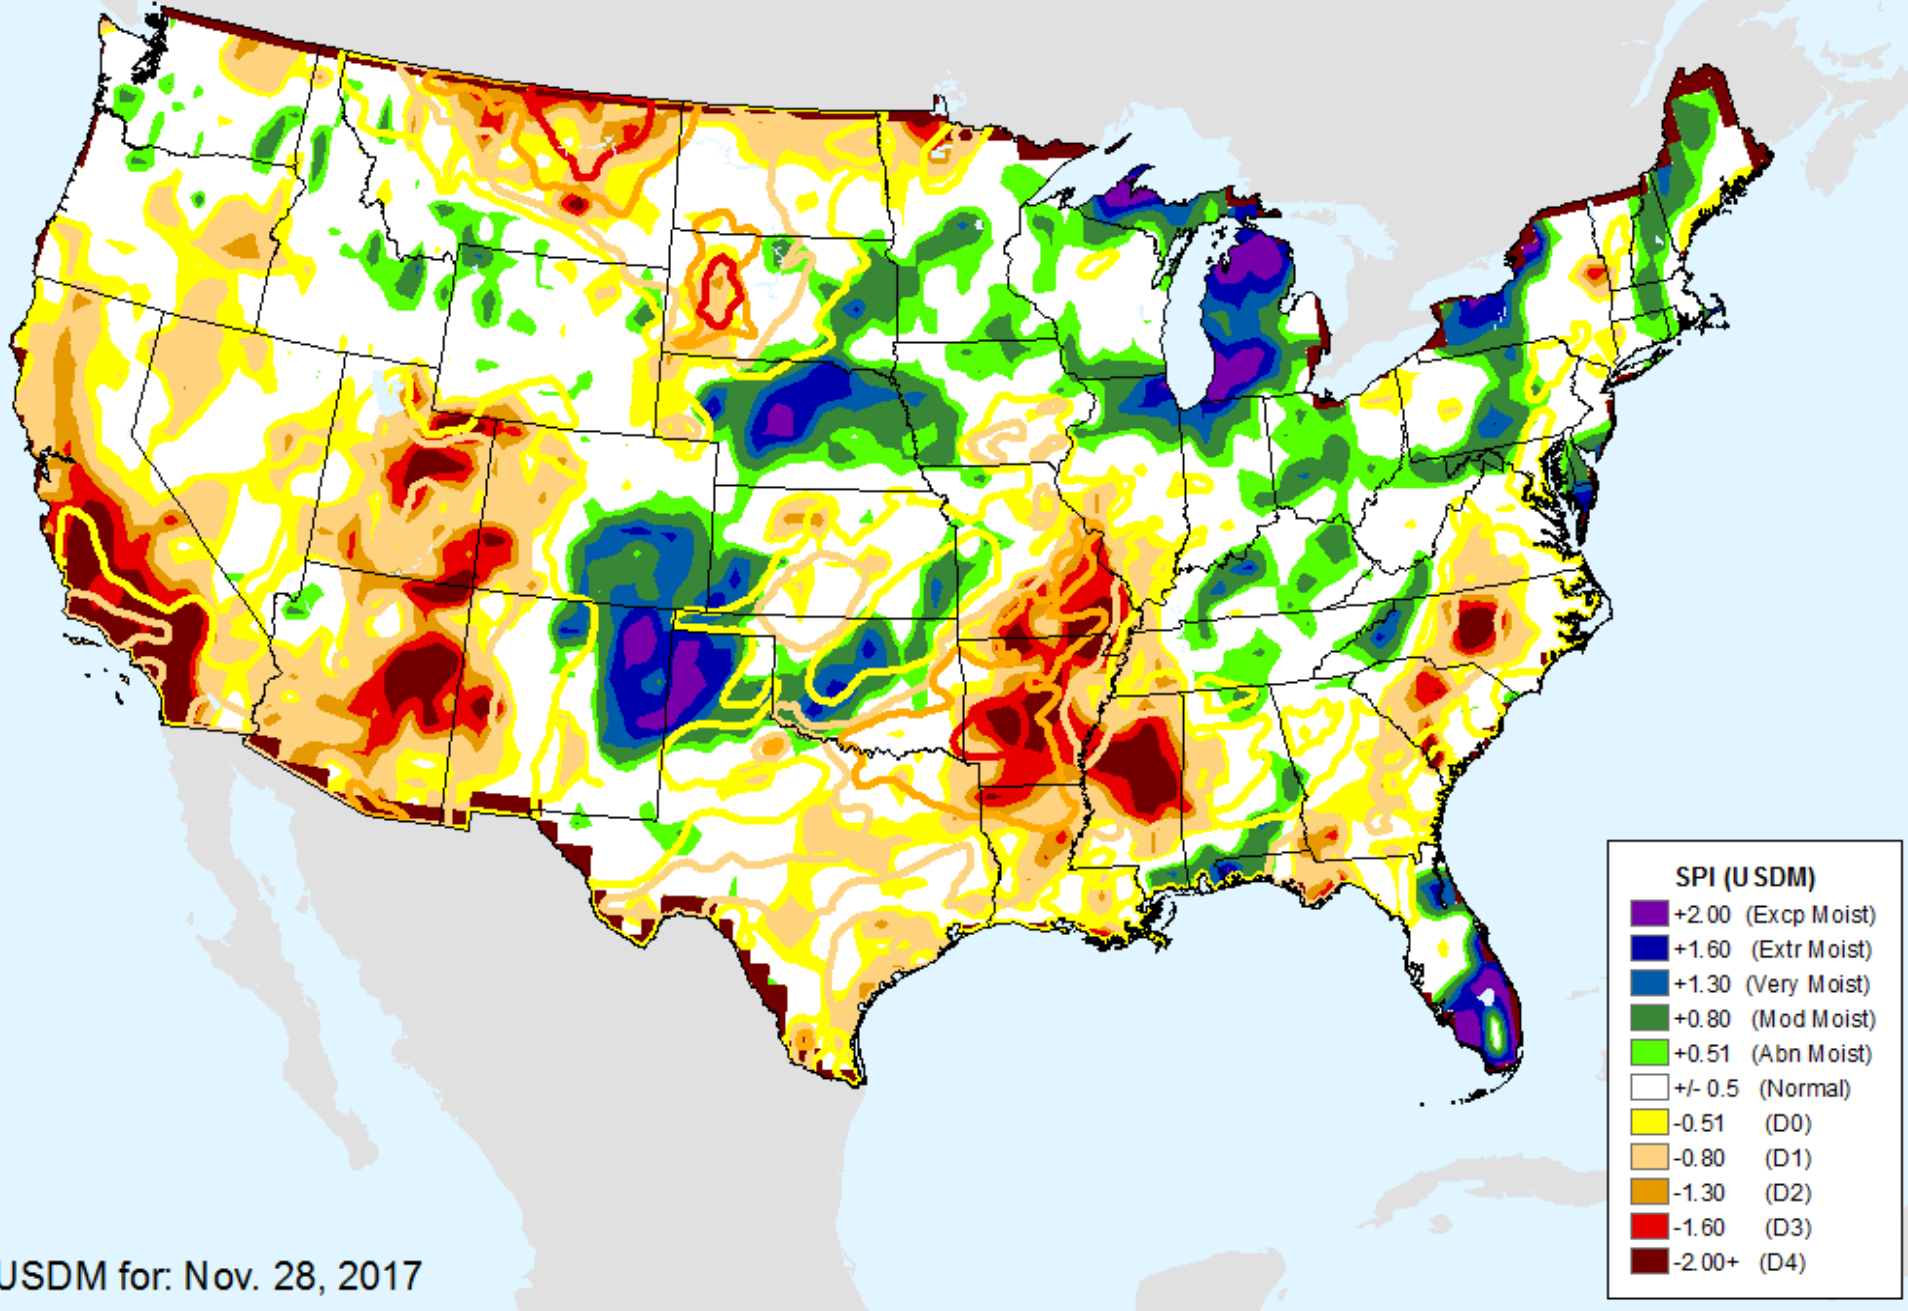 SPI (USDM)
+2.00 (Excp Moist)
+1.60 (Extr Moist)
+1.30 (Very Moist)
+0.80 (Mod Moist)
+0.51 (Abn Moist)
+/- 0.5 (Normal)
-0.51 (D0)
-0.80 (D1)
-1.30 (D2)
-1.60 (D3)
-2.00+ (D4)
USDM for: Nov. 28, 2017